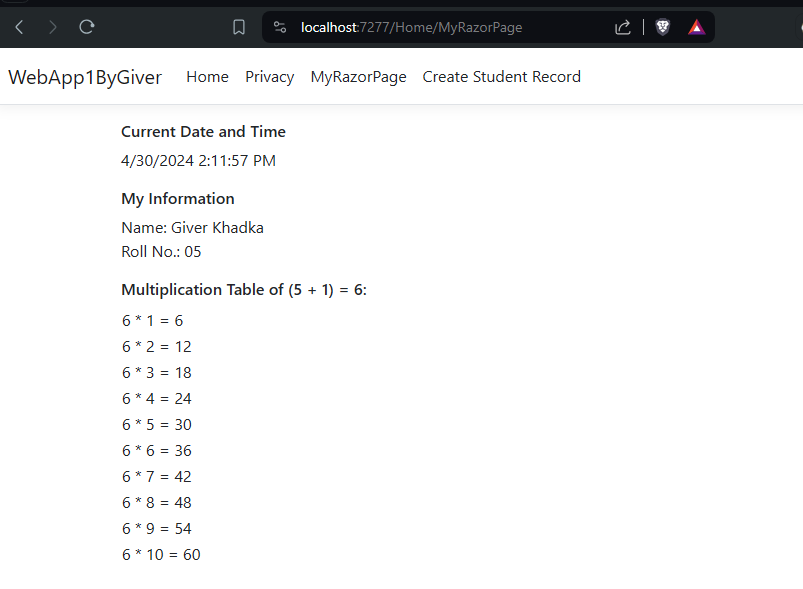 localhost:7277/Home/MyRazorPage
WebApp1ByGiver Home Privacy MyRazorPage Create Student Record
Current Date and Time
4/30/2024 2:11:57 PM
My Information
Name: Giver Khadka
Roll No.: 05
Multiplication Table of (5 + 1) = 6:
6 * 1 = 6
6 * 2 = 12
6 * 3 = 18
6 * 4 = 24
6 * 5 = 30
6 * 6 = 36
6 * 7 = 42
6 * 8 = 48
6 * 9 = 54
6 * 10 = 60